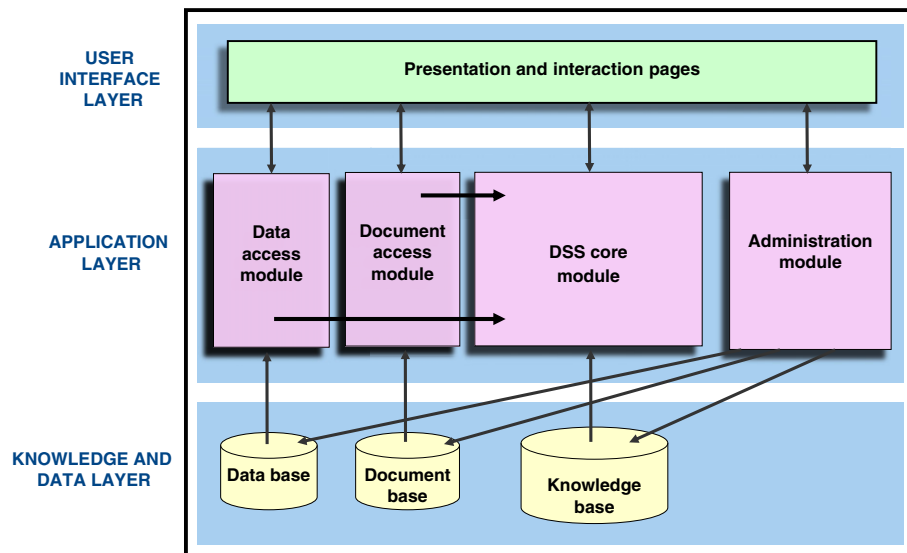 USER
INTERFACE
LAYER
Presentation and interaction pages
APPLICATION
LAYER
Data
access
module
Document
access
module
DSS core
module
Administration
module
KNOWLEDGE AND
DATA LAYER
Data base
Document
base
Knowledge
base